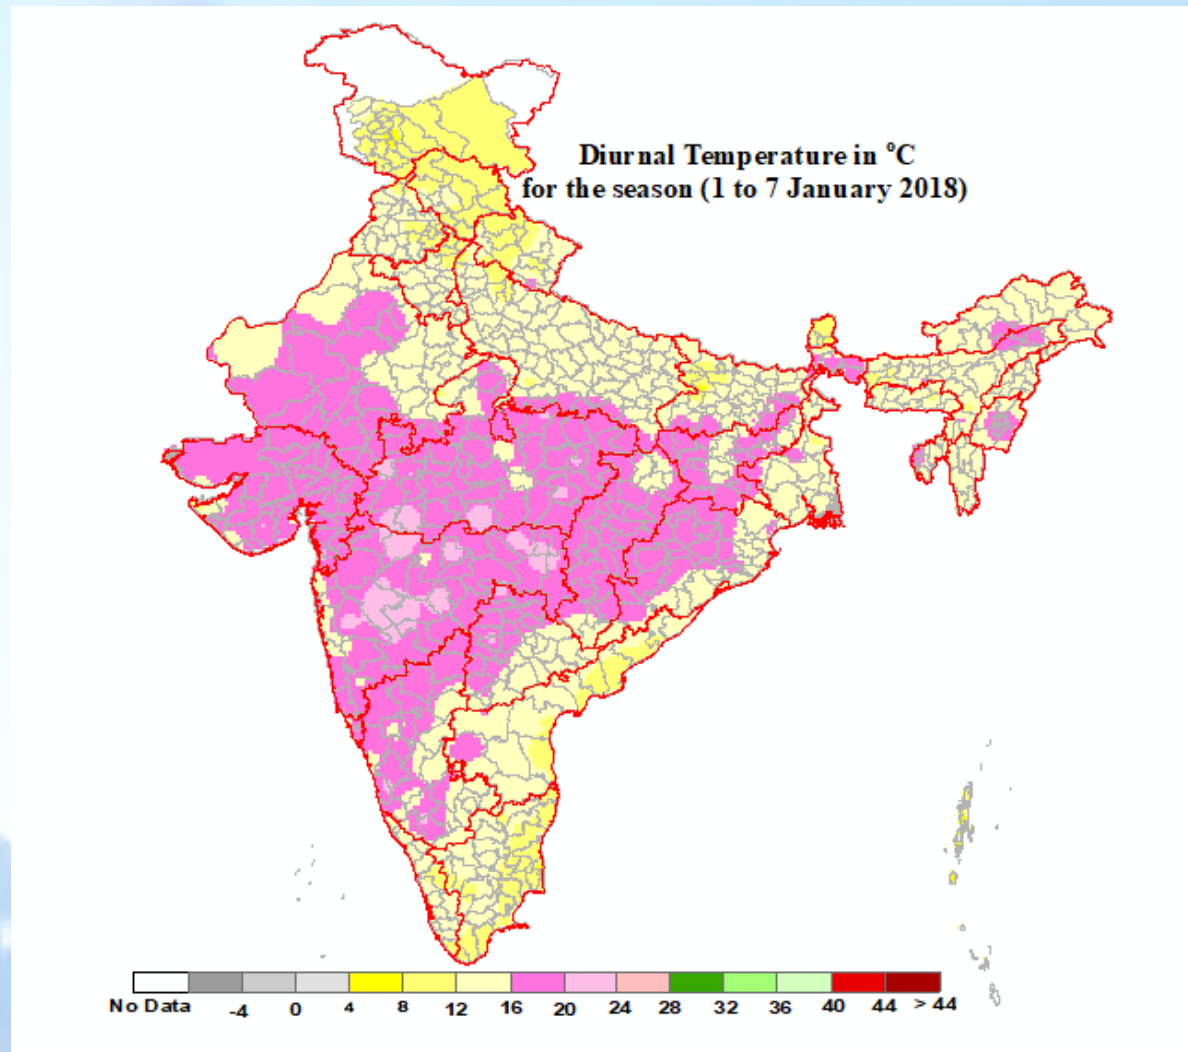 Diurnal Temperature in °C
for the season (1 to 7 January 2018)
No Data -4 0 4 8 12 16 20 24 28 32 36 40 44 > 44